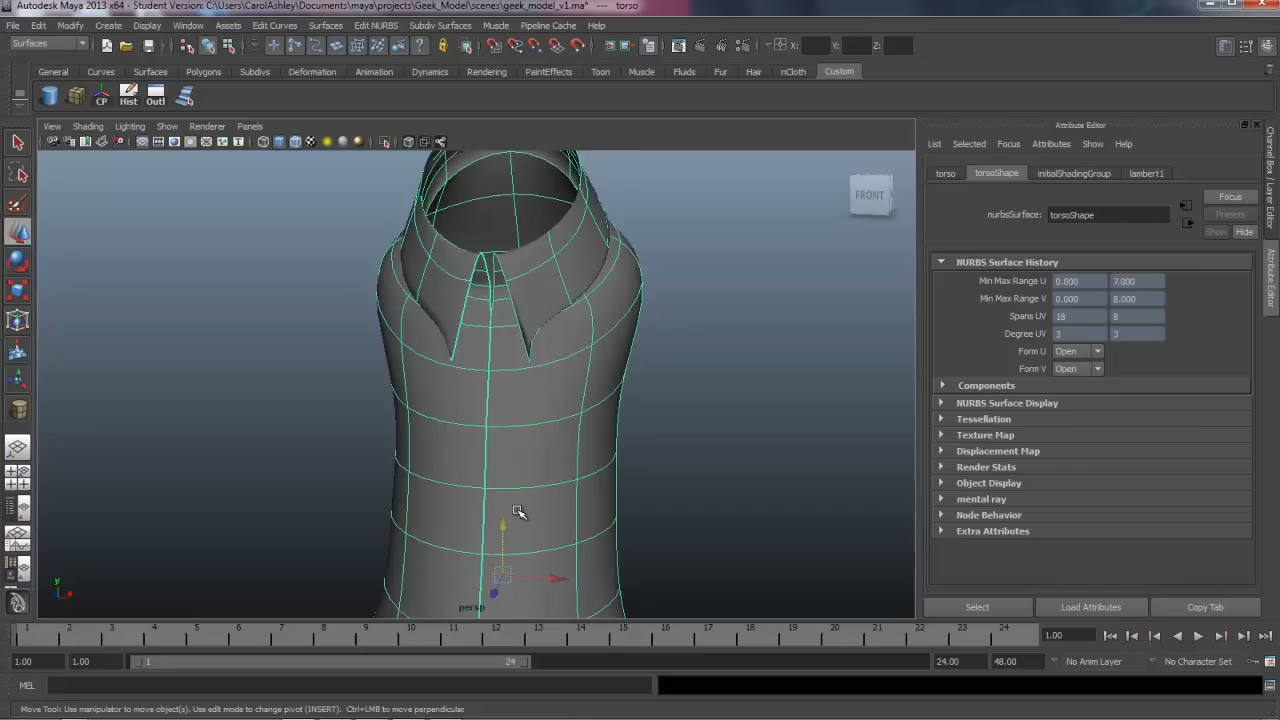 Autodesk Maya 2013 x64 - Student Version: C:\Users\CarolAshley\Documents\maya\projects\Geek_Model\scenes\geek_model_v1.ma* --- torso
File Edit Modify Create Display Window Assets Edit Curves Surfaces Edit NURBS Subdiv Surfaces Muscle Pipeline Cache Help
Surfaces X: Y: Z:
General Curves Surfaces Polygons Subdivs Deformation Animation Dynamics Rendering PaintEffects Toon Muscle Fluids Fur Hair nCloth Custom
CP Hist Outl
View Shading Lighting Show Renderer Panels
FRONT
y
persp
Attribute Editor
List Selected Focus Attributes Show Help
torso torsoShape initialShadingGroup lambert1
Focus
nurbsSurface: torsoShape
Presets
Show Hide
NURBS Surface History
Min Max Range U 0.000 7.000
Min Max Range V 0.000 8.000
Spans UV 18 8
Degree UV 3 3
Form U Open
Form V Open
Components
NURBS Surface Display
Tessellation
Texture Map
Displacement Map
Render Stats
Object Display
mental ray
Node Behavior
Extra Attributes
Select Load Attributes Copy Tab
Channel Box / Layer Editor
Attribute Editor
1 2 3 4 5 6 7 8 9 10 11 12 13 14 15 16 17 18 19 20 21 22 23 24 1.00
1.00 1.00 1 24 24.00 48.00 No Anim Layer No Character Set
MEL
Move Tool: Use manipulator to move object(s). Use edit mode to change pivot (INSERT). Ctrl+LMB to move perpendicular.